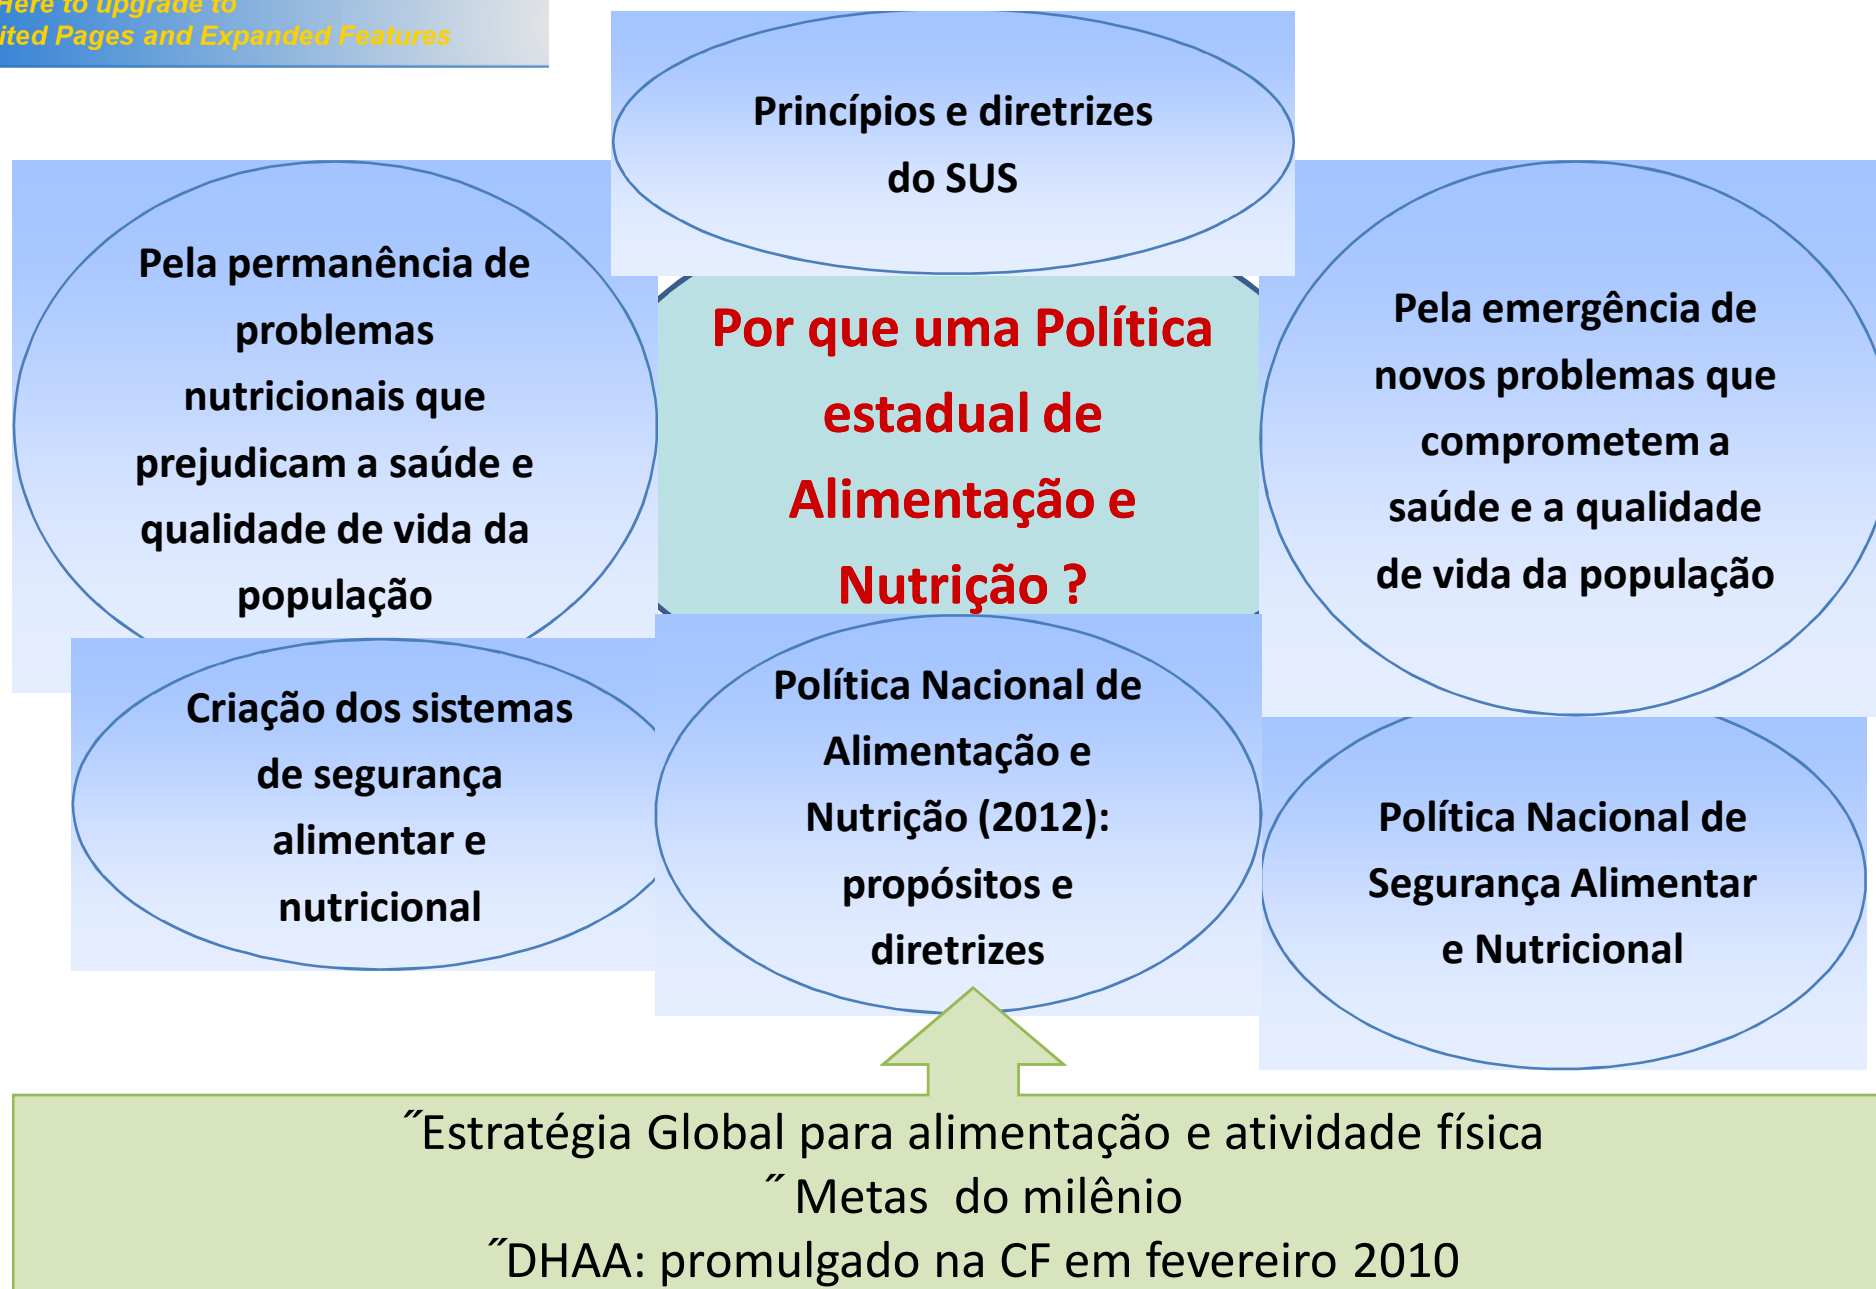 Here to upgrade to
ited Pages and Expanded Features
Princípios e diretrizes
do SUS
Pela permanência de
problemas
nutricionais que
prejudicam a saúde e
qualidade de vida da
população
Por que uma Política
estadual de
Alimentação e
Nutrição ?
Pela emergência de
novos problemas que
comprometem a
saúde e a qualidade
de vida da população
Criação dos sistemas
de segurança
alimentar e
nutricional
Política Nacional de
Alimentação e
Nutrição (2012):
propósitos e
diretrizes
Política Nacional de
Segurança Alimentar
e Nutricional
˝Estratégia Global para alimentação e atividade física
˝ Metas do milênio
˝DHAA: promulgado na CF em fevereiro 2010